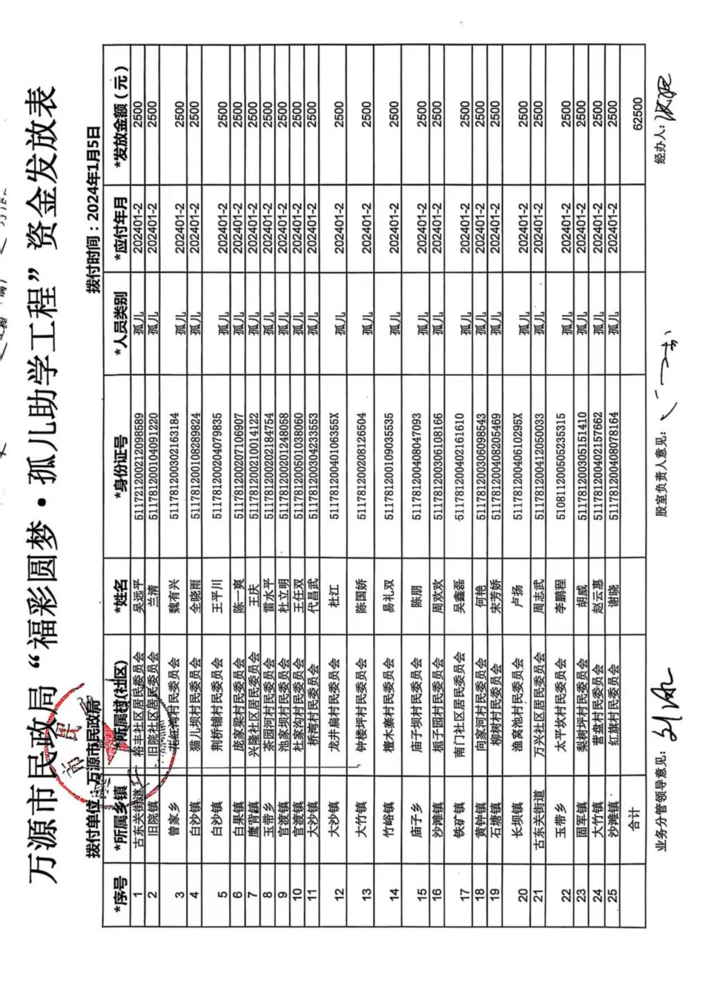 万源市民政局“福彩圆梦·孤儿助学工程”资金发放表
拨付单位:万源市民政局 拨付时间:2024年1月5日
*序号 *所属乡镇 *所属村(社区) *姓名 *身份证号 *人员类别 *应付年月 *发放金额(元)
1 古东关街道 裕丰社区居民委员会 吴远平 511721200212098589 孤儿 202401-2 2500
2 旧院镇 旧院社区居民委员会 兰清 511781200104091220 孤儿 202401-2 2500
3 曾家乡 花红湾村民委员会 魏有兴 511781200302163184 孤儿 202401-2 2500
4 白沙镇 猫儿坝村民委员会 全晓雨 511781200108289824 孤儿 202401-2 2500
5 白沙镇 荆桥铺村民委员会 王平川 511781200204079835 孤儿 202401-2 2500
6 白果镇 庞家梁村民委员会 陈一爽 511781200207106907 孤儿 202401-2 2500
7 鹰背镇 兴隆社区居民委员会 王庆 511781200210014122 孤儿 202401-2 2500
8 玉带乡 茶园河村民委员会 雷水平 511781200202184754 孤儿 202401-2 2500
9 官渡镇 池家坝村民委员会 杜立明 511781200201248058 孤儿 202401-2 2500
10 官渡镇 杜家沟村民委员会 王任双 511781200501038060 孤儿 202401-2 2500
11 大沙镇 桥湾村民委员会 代昌武 511781200304233553 孤儿 202401-2 2500
12 大沙镇 龙井扁村民委员会 杜江 51178120040106355X 孤儿 202401-2 2500
13 大竹镇 钟楼坪村民委员会 陈国娇 511781200208126504 孤儿 202401-2 2500
14 竹峪镇 檀木寨村民委员会 易礼双 511781200109035535 孤儿 202401-2 2500
15 庙子乡 庙子坝村民委员会 陈朋 511781200408047093 孤儿 202401-2 2500
16 沙滩镇 栀子园村民委员会 周欢欢 511781200306108166 孤儿 202401-2 2500
17 铁矿镇 南门社区居民委员会 吴鑫磊 511781200402161610 孤儿 202401-2 2500
18 黄钟镇 向家河村民委员会 何艳 511781200306098543 孤儿 202401-2 2500
19 石塘镇 柳树村民委员会 宋芳娇 511781200408205469 孤儿 202401-2 2500
20 长坝镇 渔窝池村民委员会 卢扬 51178120040610295X 孤儿 202401-2 2500
21 古东关街道 万兴社区居民委员会 周志武 511781200412050033 孤儿 202401-2 2500
22 玉带乡 太平坎村民委员会 李鹏程 510811200505235315 孤儿 202401-2 2500
23 固军镇 梨树坪村民委员会 胡威 511781200305151410 孤儿 202401-2 2500
24 大竹镇 营盘村民委员会 赵云惠 511781200402157662 孤儿 202401-2 2500
25 沙滩镇 红旗村民委员会 谢晓 511781200408078164 孤儿 202401-2 2500
合计 62500
业务分管领导意见: 股室负责人意见: 经办人: